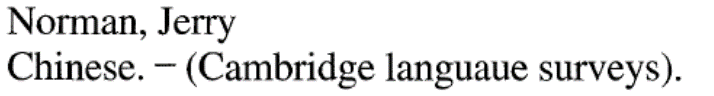 Norman, Jerry
Chinese. – (Cambridge languaue surveys).